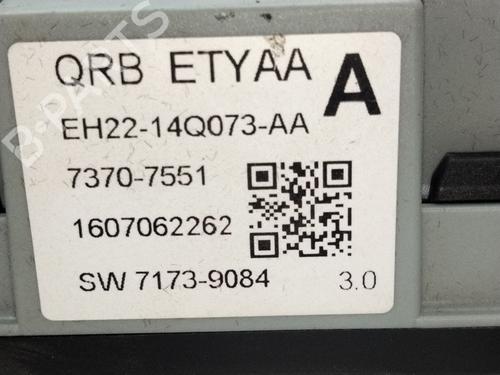 QRB ETYAA
A
EH22-14Q073-AA
7370-7551
1607062262
SW 7173-9084 3.0
B-PARTS